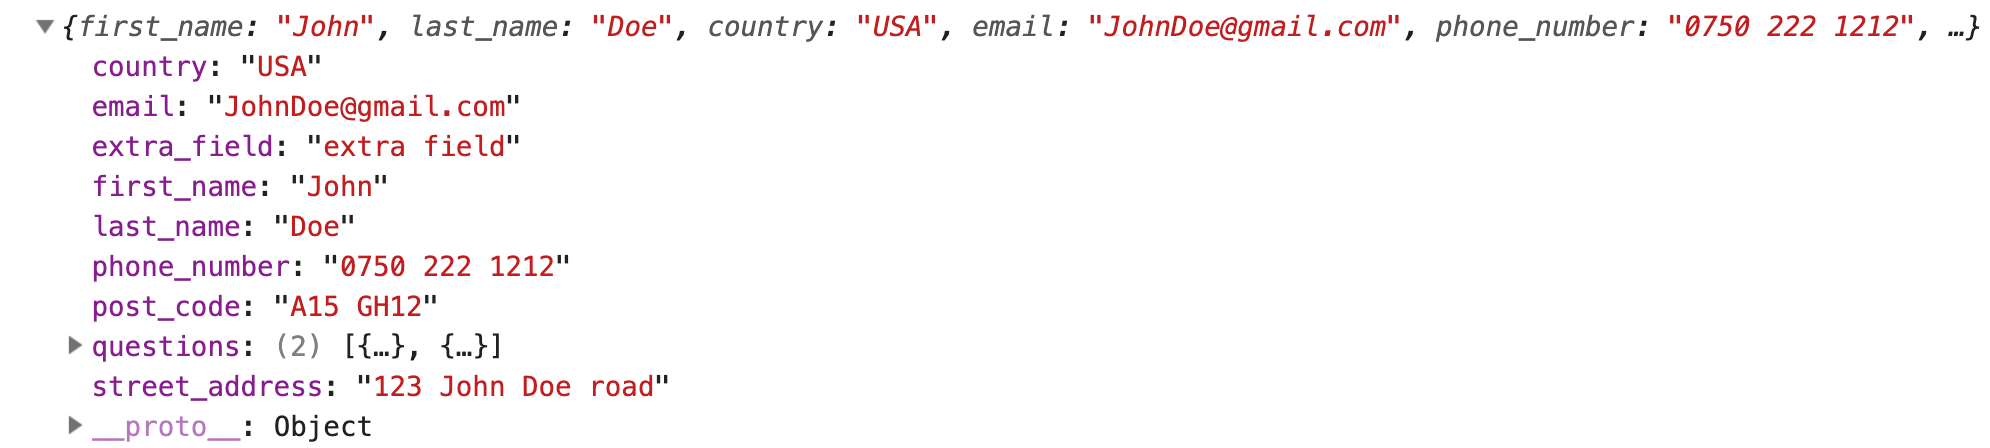 ▼{first_name: "John", last_name: "Doe", country: "USA", email: "JohnDoe@gmail.com", phone_number: "0750 222 1212", …}
country: "USA"
email: "JohnDoe@gmail.com"
extra_field: "extra field"
first_name: "John"
last_name: "Doe"
phone_number: "0750 222 1212"
post_code: "A15 GH12"
▶questions: (2) [{…}, {…}]
street_address: "123 John Doe road"
▶__proto__: Object